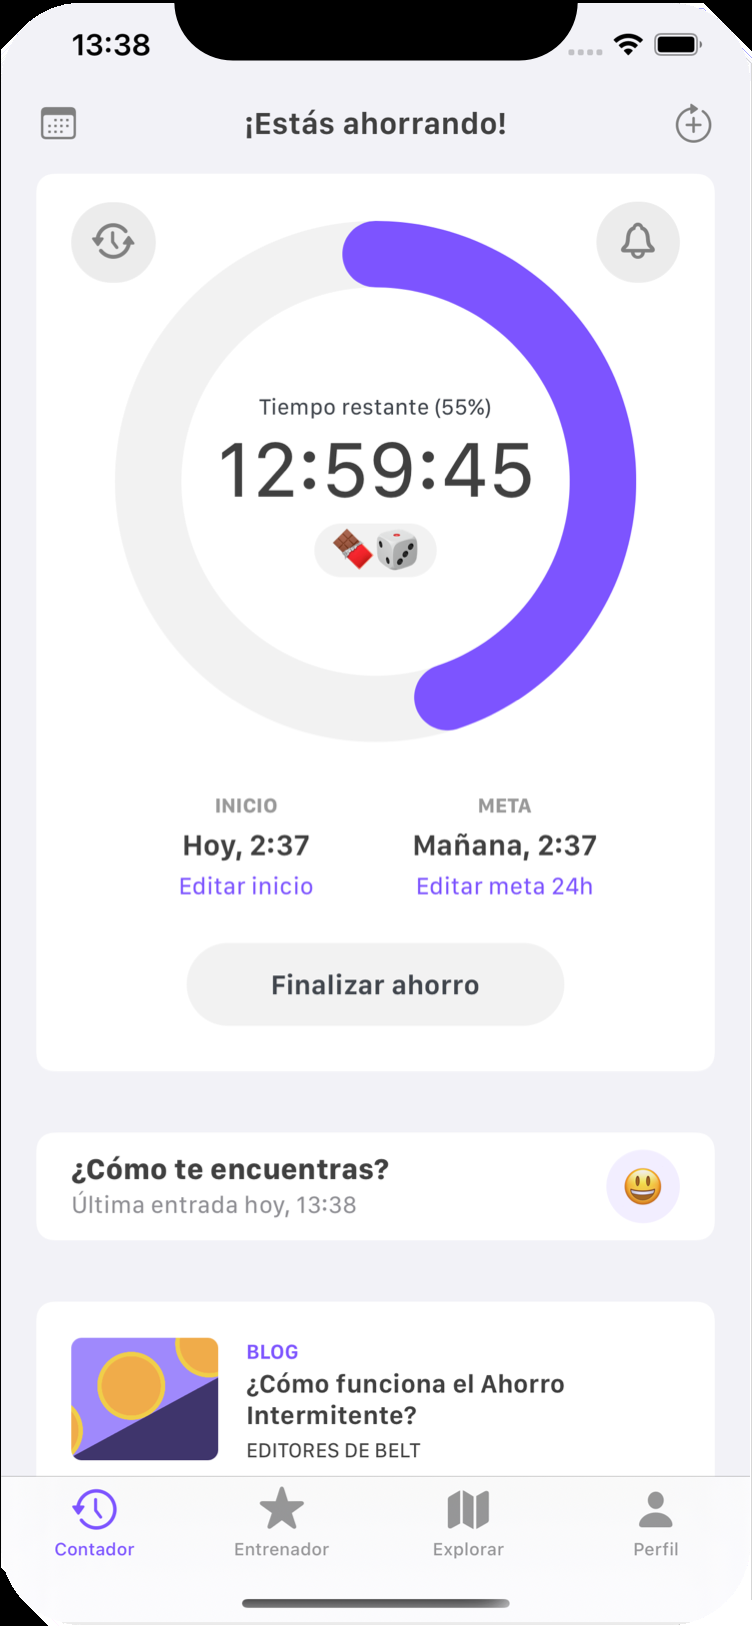 13:38
¡Estás ahorrando!
Tiempo restante (55%)
12:59:45
INICIO
Hoy, 2:37
Editar inicio
META
Mañana, 2:37
Editar meta 24h
Finalizar ahorro
¿Cómo te encuentras?
Última entrada hoy, 13:38
BLOG
¿Cómo funciona el Ahorro
Intermitente?
EDITORES DE BELT
Contador
Entrenador
Explorar
Perfil